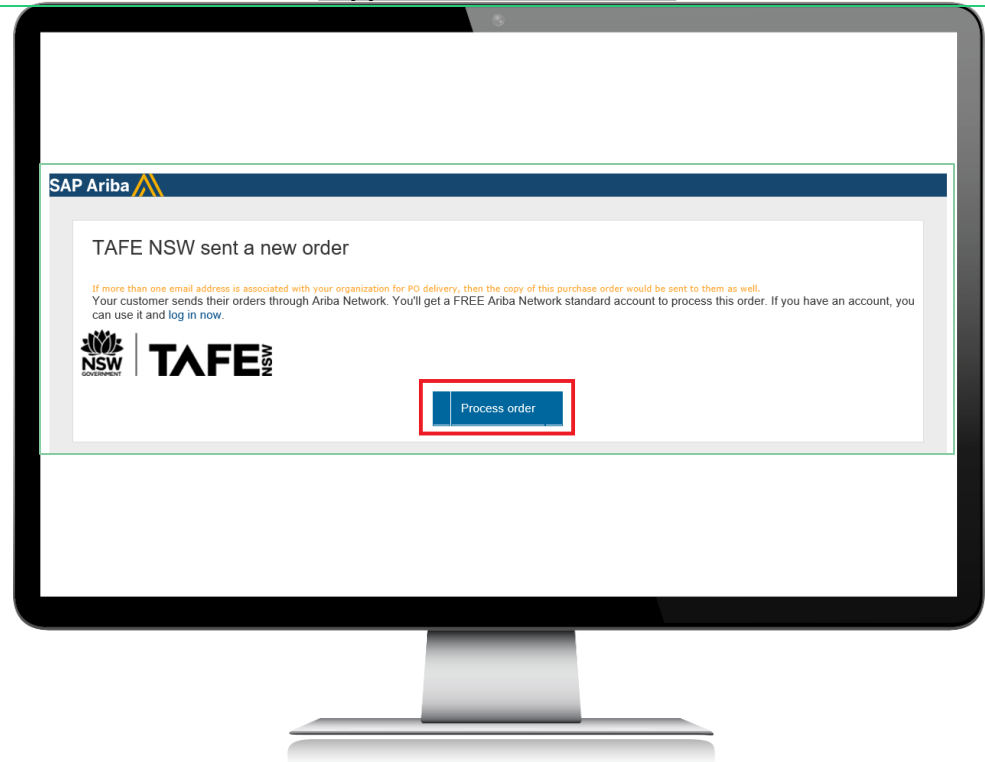 SAP Ariba
TAFE NSW sent a new order
If more than one email address is associated with your organization for PO delivery, then the copy of this purchase order would be sent to them as well.
Your customer sends their orders through Ariba Network. You'll get a FREE Ariba Network standard account to process this order. If you have an account, you
can use it and log in now.
NSW
GOVERNMENT
TAFE NSW
Process order